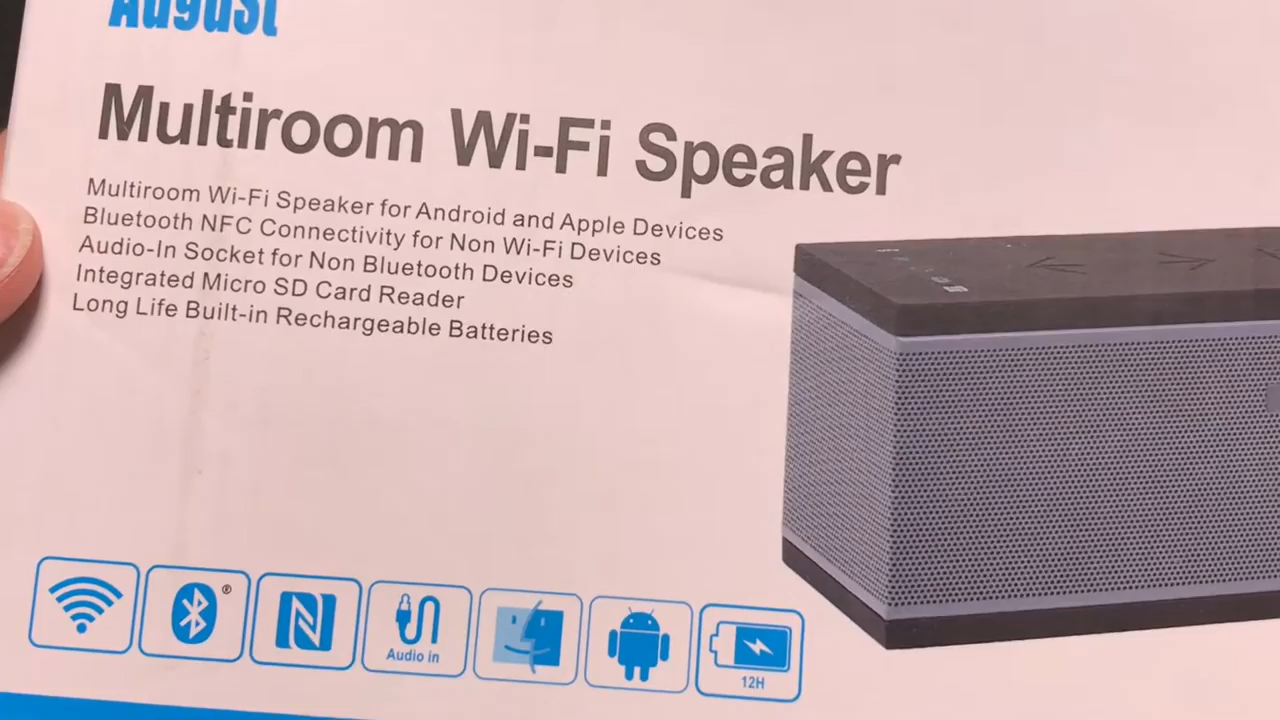 August
Multiroom Wi-Fi Speaker
Multiroom Wi-Fi Speaker for Android and Apple Devices
Bluetooth NFC Connectivity for Non Wi-Fi Devices
Audio-In Socket for Non Bluetooth Devices
Integrated Micro SD Card Reader
Long Life Built-in Rechargeable Batteries
®
Audio in
12H